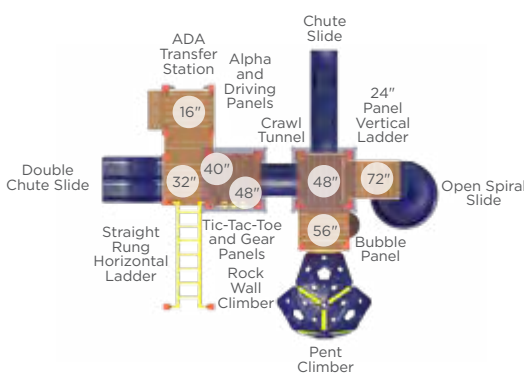 Chute
Slide
ADA
Transfer
Station
Alpha
and
Driving
Panels
24"
Panel
Vertical
Ladder
Crawl
Tunnel
16"
Double
Chute Slide
32"
40"
48"
48"
72"
Open Spiral
Slide
56"
Straight
Rung
Horizontal
Ladder
Tic-Tac-Toe
and Gear
Panels
Rock
Wall
Climber
Bubble
Panel
Pent
Climber